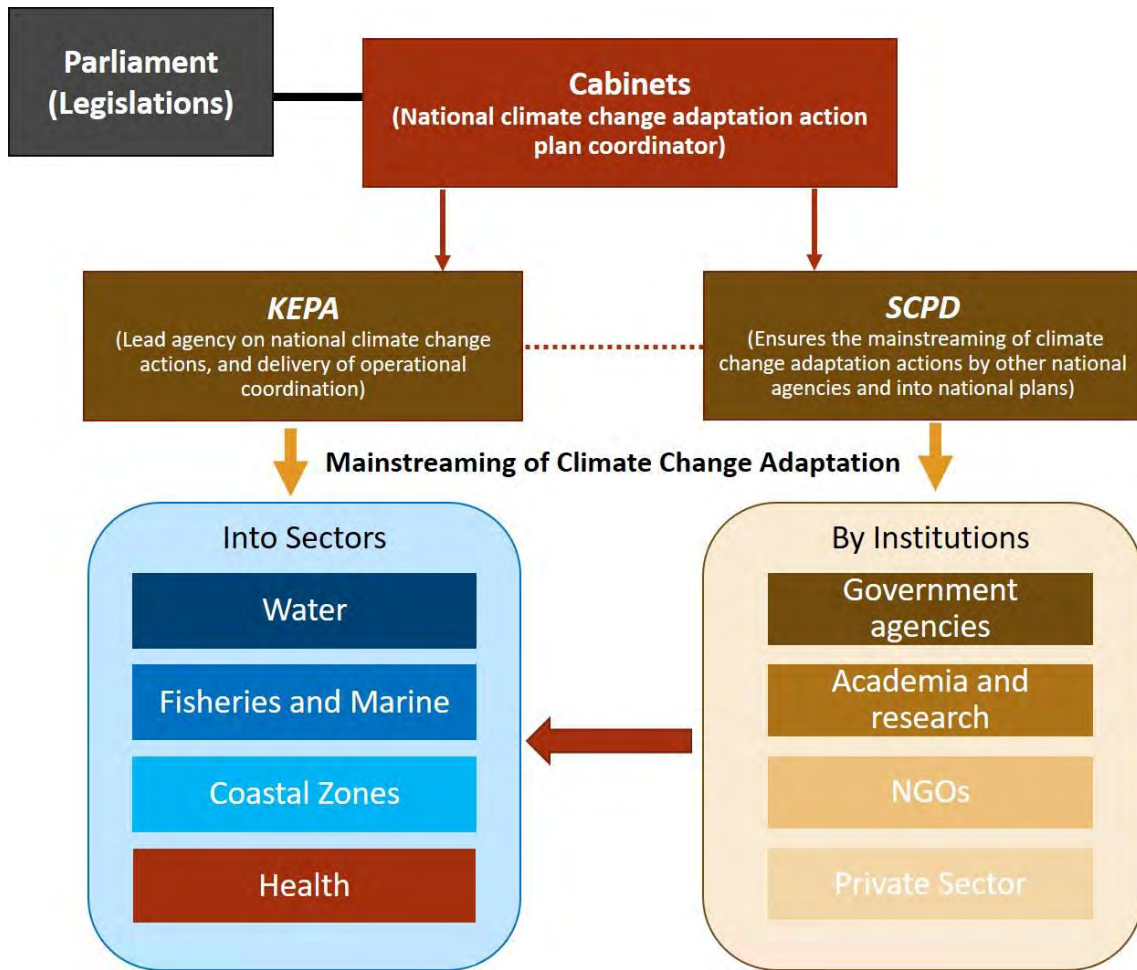 Parliament
(Legislations)
Cabinets
(National climate change adaptation action
plan coordinator)
KEPA
(Lead agency on national climate change
actions, and delivery of operational
coordination)
SCPD
(Ensures the mainstreaming of climate
change adaptation actions by other national
agencies and into national plans)
Mainstreaming of Climate Change Adaptation
Into Sectors
Water
Fisheries and Marine
Coastal Zones
Health
By Institutions
Government
agencies
Academia and
research
NGOs
Private Sector